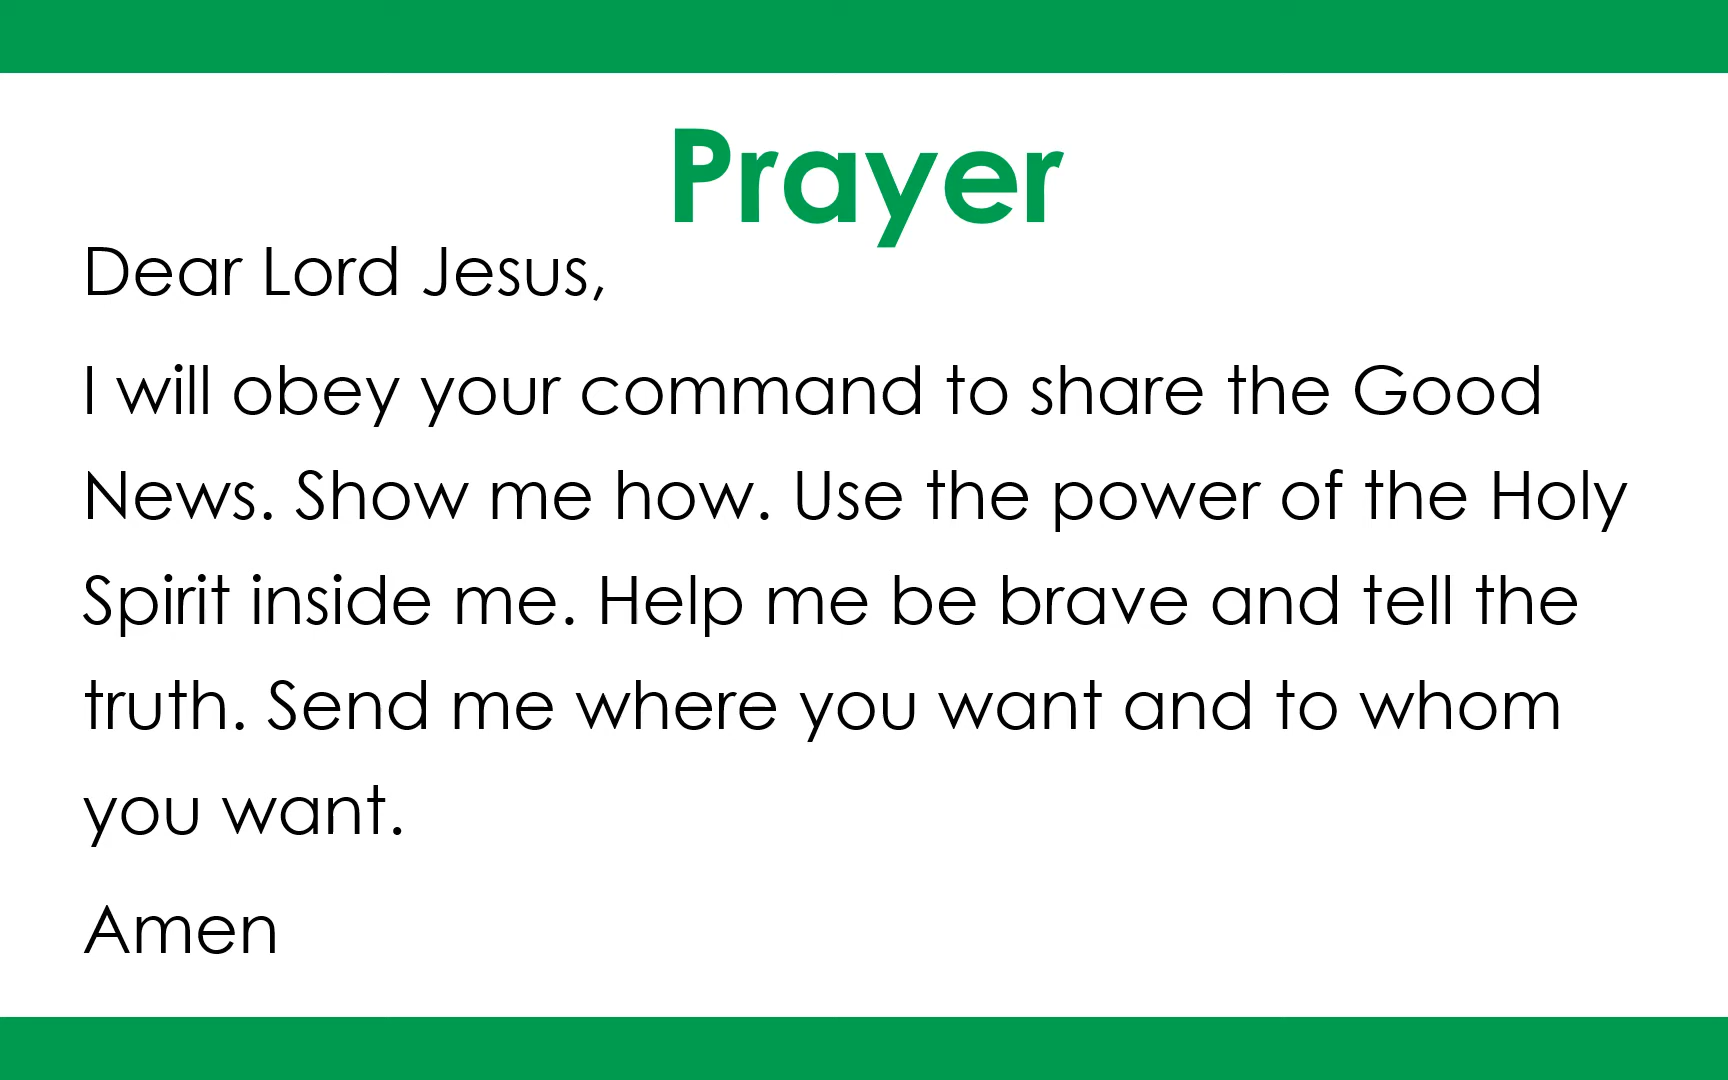 Prayer
Dear Lord Jesus,
I will obey your command to share the Good
News. Show me how. Use the power of the Holy
Spirit inside me. Help me be brave and tell the
truth. Send me where you want and to whom
you want.
Amen